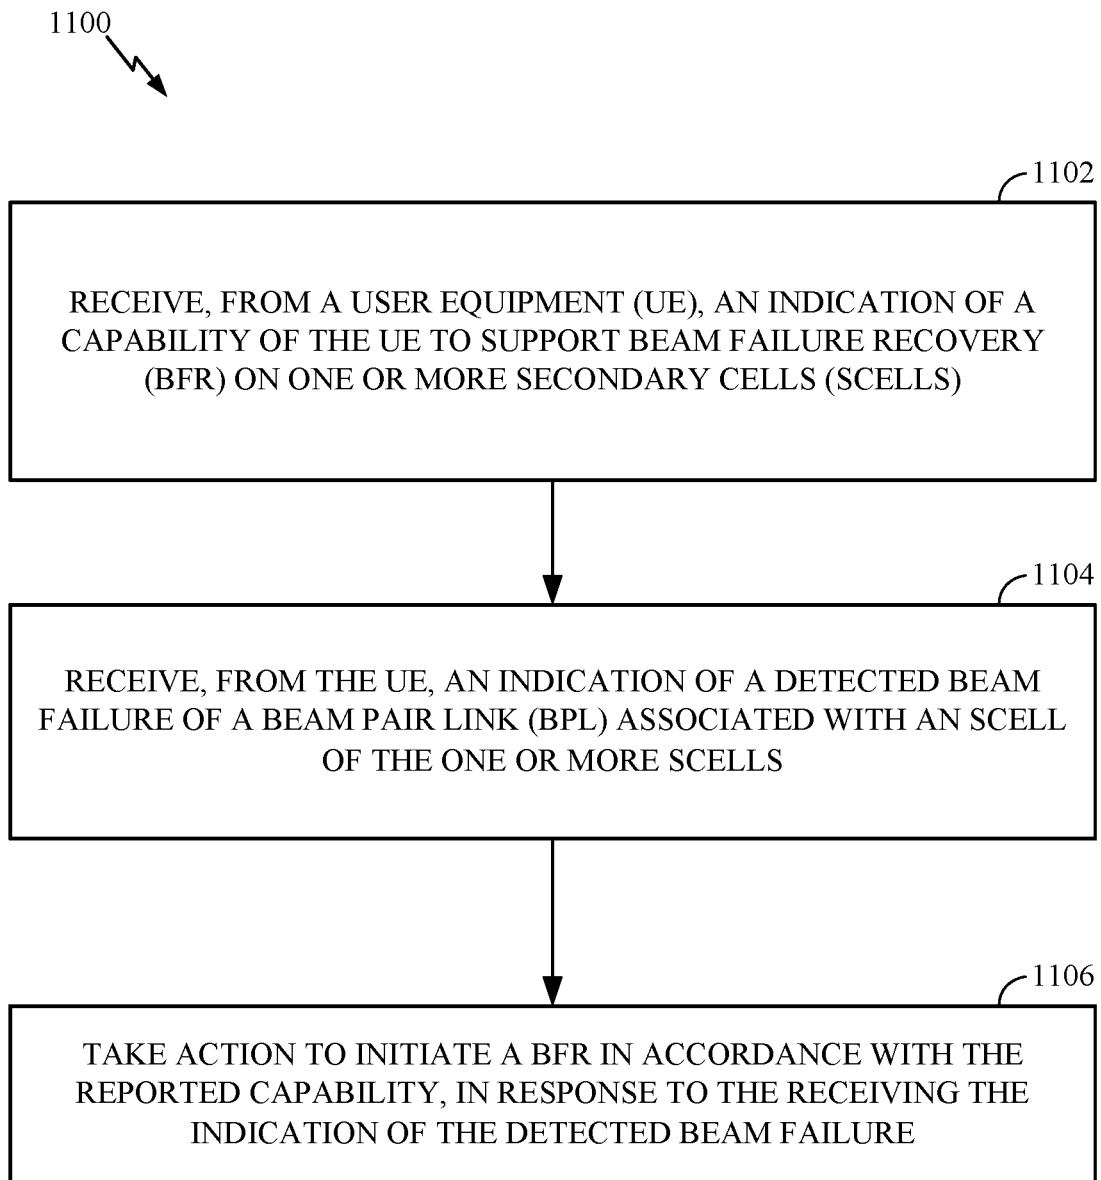 1100
1102
RECEIVE, FROM A USER EQUIPMENT (UE), AN INDICATION OF A
CAPABILITY OF THE UE TO SUPPORT BEAM FAILURE RECOVERY
(BFR) ON ONE OR MORE SECONDARY CELLS (SCELLS)
1104
RECEIVE, FROM THE UE, AN INDICATION OF A DETECTED BEAM
FAILURE OF A BEAM PAIR LINK (BPL) ASSOCIATED WITH AN SCELL
OF THE ONE OR MORE SCELLS
1106
TAKE ACTION TO INITIATE A BFR IN ACCORDANCE WITH THE
REPORTED CAPABILITY, IN RESPONSE TO THE RECEIVING THE
INDICATION OF THE DETECTED BEAM FAILURE